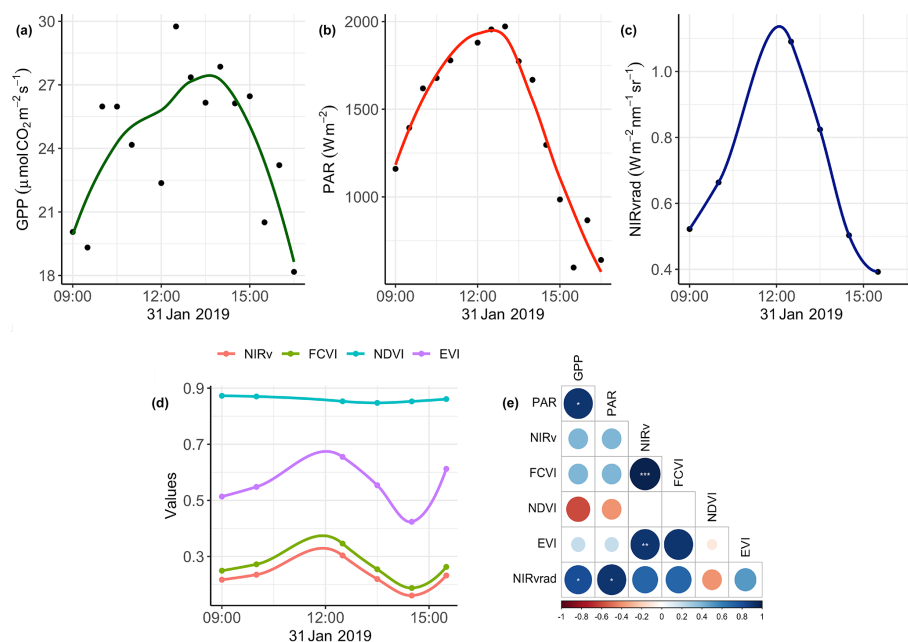 (a)
30
27
24
21
18
GPP (μmol CO2 m−2 s−1)
09:00 12:00 15:00
31 Jan 2019
(b)
2000
1500
1000
PAR (W m−2)
09:00 12:00 15:00
31 Jan 2019
(c)
1.0
0.8
0.6
0.4
NIRvrad (W m−2 nm−1 sr−1)
09:00 12:00 15:00
31 Jan 2019
NIRv FCVI NDVI EVI
(d)
0.9
0.7
0.5
0.3
Values
09:00 12:00 15:00
31 Jan 2019
(e)
GPP
PAR * PAR
NIRv NIRv
FCVI *** FCVI
NDVI NDVI
EVI ** EVI
NIRvrad * *
-1 -0.8 -0.6 -0.4 -0.2 0 0.2 0.4 0.6 0.8 1